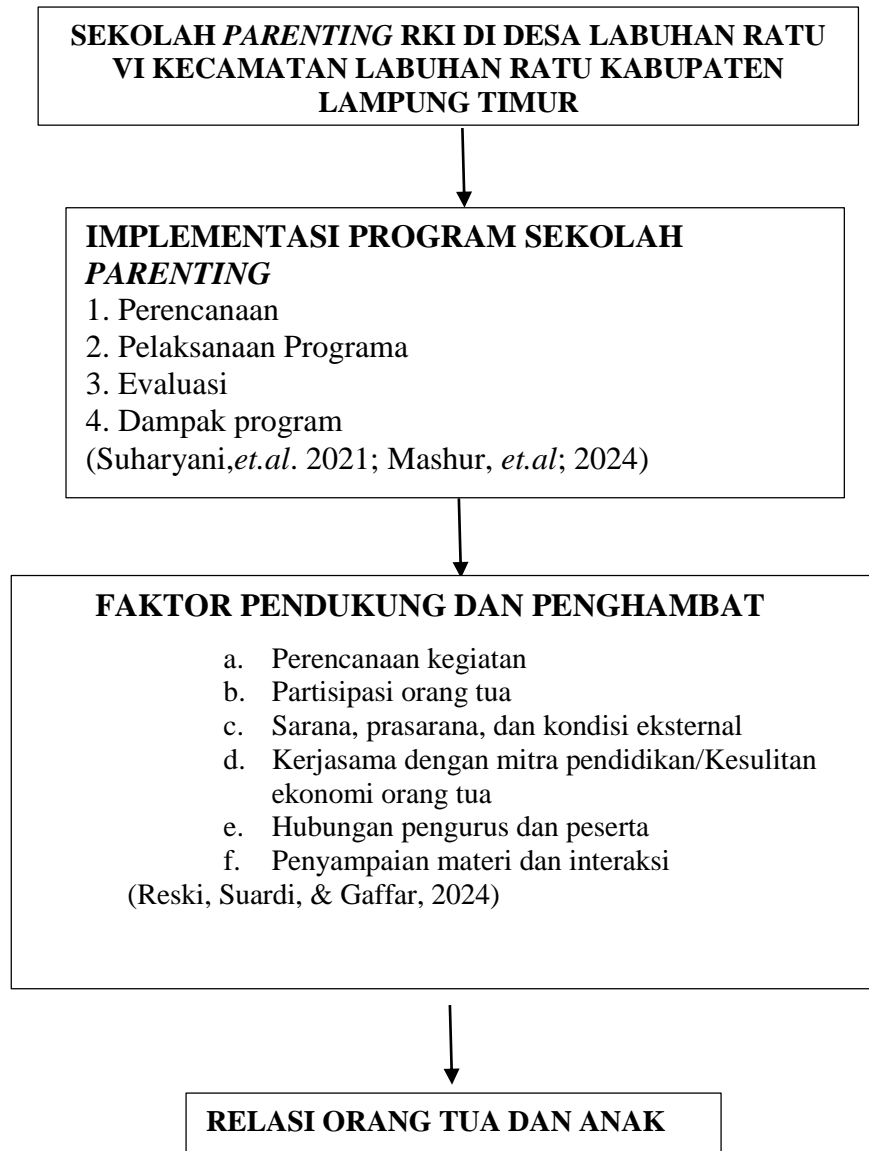 SEKOLAH PARENTING RKI DI DESA LABUHAN RATU
VI KECAMATAN LABUHAN RATU KABUPATEN
LAMPUNG TIMUR
IMPLEMENTASI PROGRAM SEKOLAH
PARENTING
1. Perencanaan
2. Pelaksanaan Programa
3. Evaluasi
4. Dampak program
(Suharyani,et.al. 2021; Mashur, et.al; 2024)
FAKTOR PENDUKUNG DAN PENGHAMBAT
a. Perencanaan kegiatan
b. Partisipasi orang tua
c. Sarana, prasarana, dan kondisi eksternal
d. Kerjasama dengan mitra pendidikan/Kesulitan
ekonomi orang tua
e. Hubungan pengurus dan peserta
f. Penyampaian materi dan interaksi
(Reski, Suardi, & Gaffar, 2024)
RELASI ORANG TUA DAN ANAK